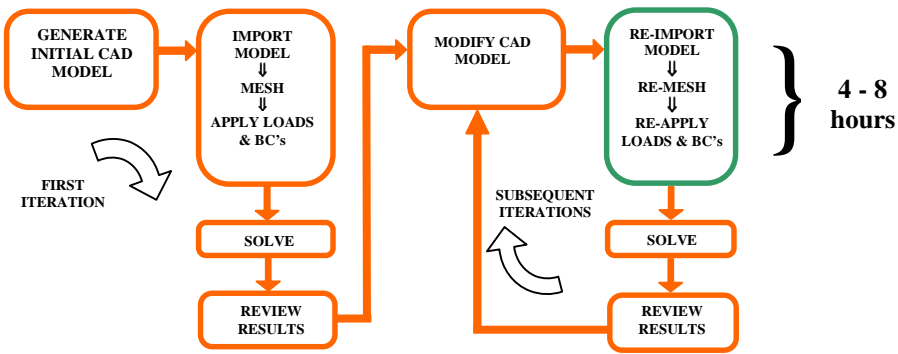 GENERATE
INITIAL CAD
MODEL
IMPORT
MODEL
⇓
MESH
⇓
APPLY LOADS
& BC's
SOLVE
REVIEW
RESULTS
FIRST
ITERATION
MODIFY CAD
MODEL
RE-IMPORT
MODEL
⇓
RE-MESH
⇓
RE-APPLY
LOADS & BC's
4 - 8
hours
SUBSEQUENT
ITERATIONS
SOLVE
REVIEW
RESULTS